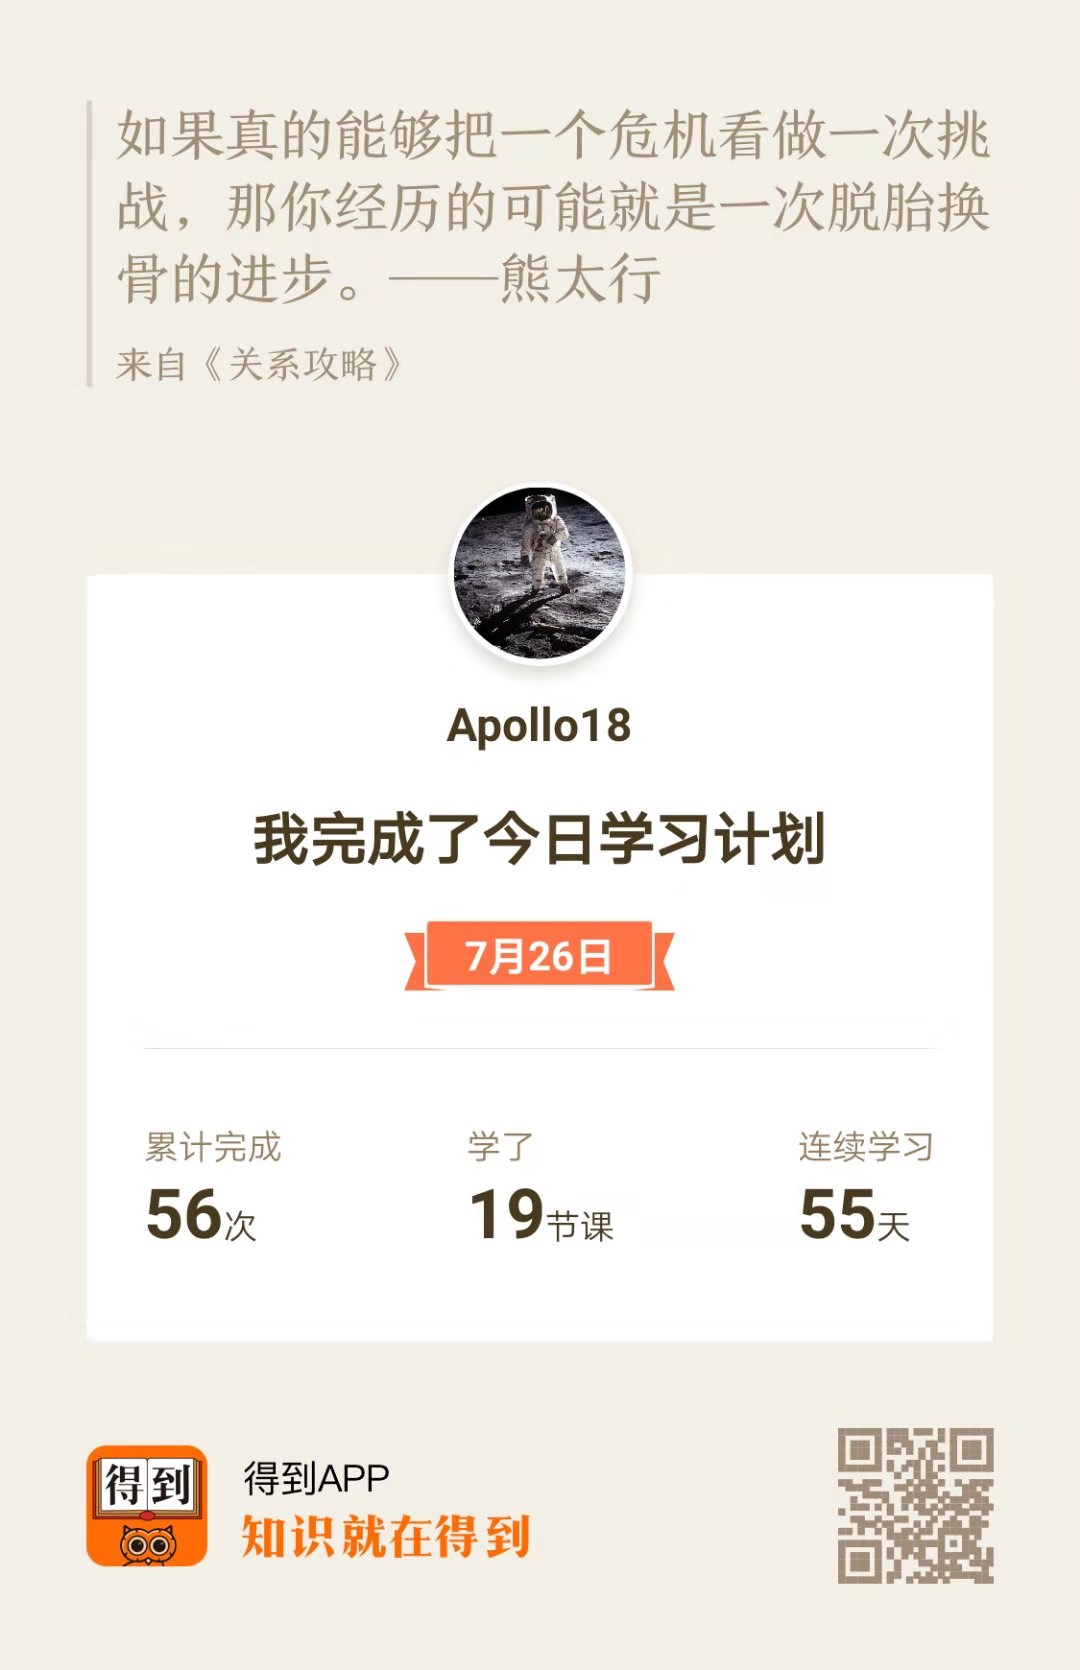 如果真的能够把一个危机看做一次挑
战，那你经历的可能就是一次脱胎换
骨的进步。——熊太行
来自《关系攻略》
Apollo18
我完成了今日学习计划
7月26日
累计完成 学了 连续学习
56次 19节课 55天
得到
得到APP
知识就在得到